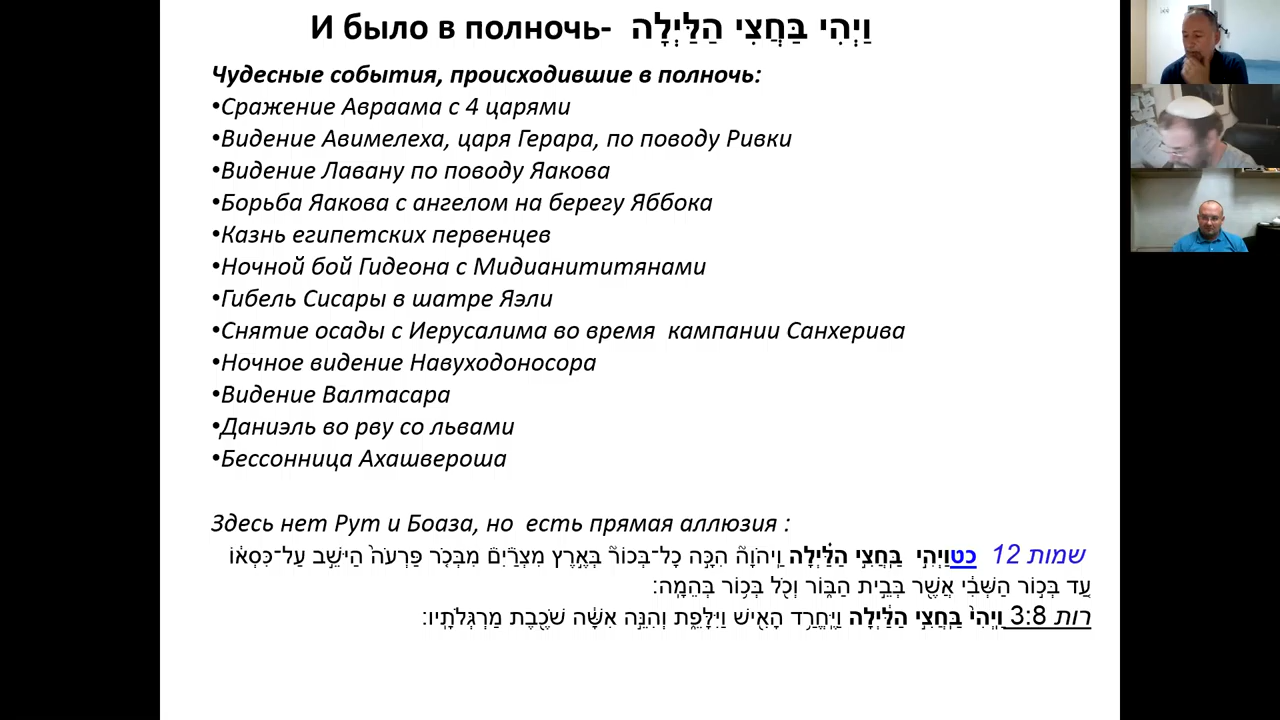 И было в полночь-  וַיְהִי בַּחֲצִי הַלַּיְלָה
Чудесные события, происходившие в полночь:
•Сражение Авраама с 4 царями
•Видение Авимелеха, царя Герара, по поводу Ривки
•Видение Лавану по поводу Яакова
•Борьба Яакова с ангелом на берегу Яббока
•Казнь египетских первенцев
•Ночной бой Гидеона с Мидианититянами
•Гибель Сисары в шатре Яэли
•Снятие осады с Иерусалима во время  кампании Санхерива
•Ночное видение Навуходоносора
•Видение Валтасара
•Даниэль во рву со львами
•Бессонница Ахашвероша
Здесь нет Рут и Боаза, но  есть прямая аллюзия :
שמות 12 כטוַיְהִ֣י  בַּחֲצִ֣י הַלַּ֗יְלָה וַֽיהֹוָה֮ הִכָּ֣ה כׇל־בְּכוֹר֮ בְּאֶ֣רֶץ מִצְרַ֒יִם֒ מִבְּכֹ֤ר פַּרְעֹה֙ הַיֹּשֵׁ֣ב עַל־כִּסְא֔וֹ
עַ֚ד בְּכ֣וֹר הַשְּׁבִ֔י אֲשֶׁ֖ר בְּבֵ֣ית הַבּ֑וֹר וְכֹ֖ל בְּכ֥וֹר בְּהֵמָֽה׃
רות 3:8 וַֽיְהִי֙ בַּחֲצִ֣י הַלַּ֔יְלָה וַיֶּחֱרַ֥ד הָאִ֖ישׁ וַיִּלָּפֵ֑ת וְהִנֵּ֣ה אִשָּׁ֔ה שֹׁכֶ֖בֶת מַרְגְּלֹתָֽיו׃